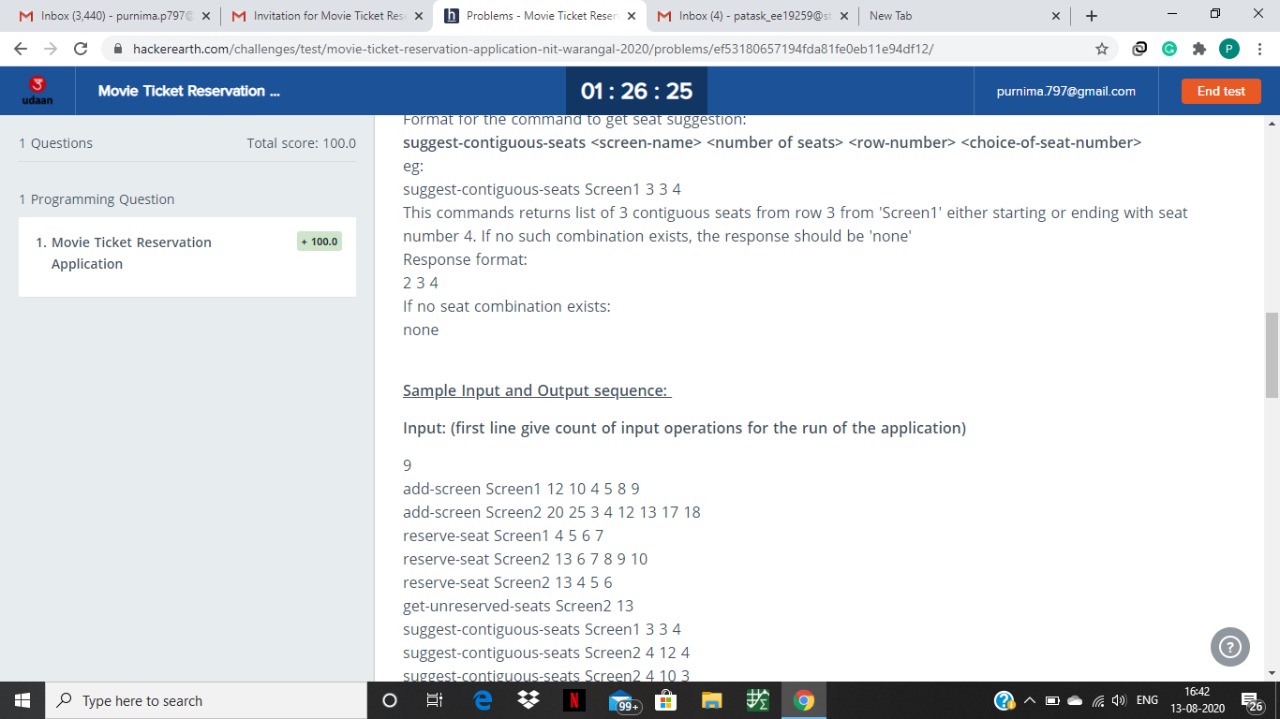 Inbox (3,440) - purnima.p797@
Invitation for Movie Ticket Res
Problems - Movie Ticket Reser
Inbox (4) - patask_ee19259@st
New Tab
hackerearth.com/challenges/test/movie-ticket-reservation-application-nit-warangal-2020/problems/ef53180657194fda81fe0eb11e94df12/
P
udaan
Movie Ticket Reservation ...
01 : 26 : 25
purnima.797@gmail.com
End test
1 Questions
Total score: 100.0
1 Programming Question
1. Movie Ticket Reservation
Application
+ 100.0
Format for the command to get seat suggestion:
suggest-contiguous-seats <screen-name> <number of seats> <row-number> <choice-of-seat-number>
eg:
suggest-contiguous-seats Screen1 3 3 4
This commands returns list of 3 contiguous seats from row 3 from 'Screen1' either starting or ending with seat
number 4. If no such combination exists, the response should be 'none'
Response format:
2 3 4
If no seat combination exists:
none
Sample Input and Output sequence:
Input: (first line give count of input operations for the run of the application)
9
add-screen Screen1 12 10 4 5 8 9
add-screen Screen2 20 25 3 4 12 13 17 18
reserve-seat Screen1 4 5 6 7
reserve-seat Screen2 13 6 7 8 9 10
reserve-seat Screen2 13 4 5 6
get-unreserved-seats Screen2 13
suggest-contiguous-seats Screen1 3 3 4
suggest-contiguous-seats Screen2 4 12 4
suggest-contiguous-seats Screen2 4 10 3
Type here to search
99+
ENG
16:42
13-08-2020
26